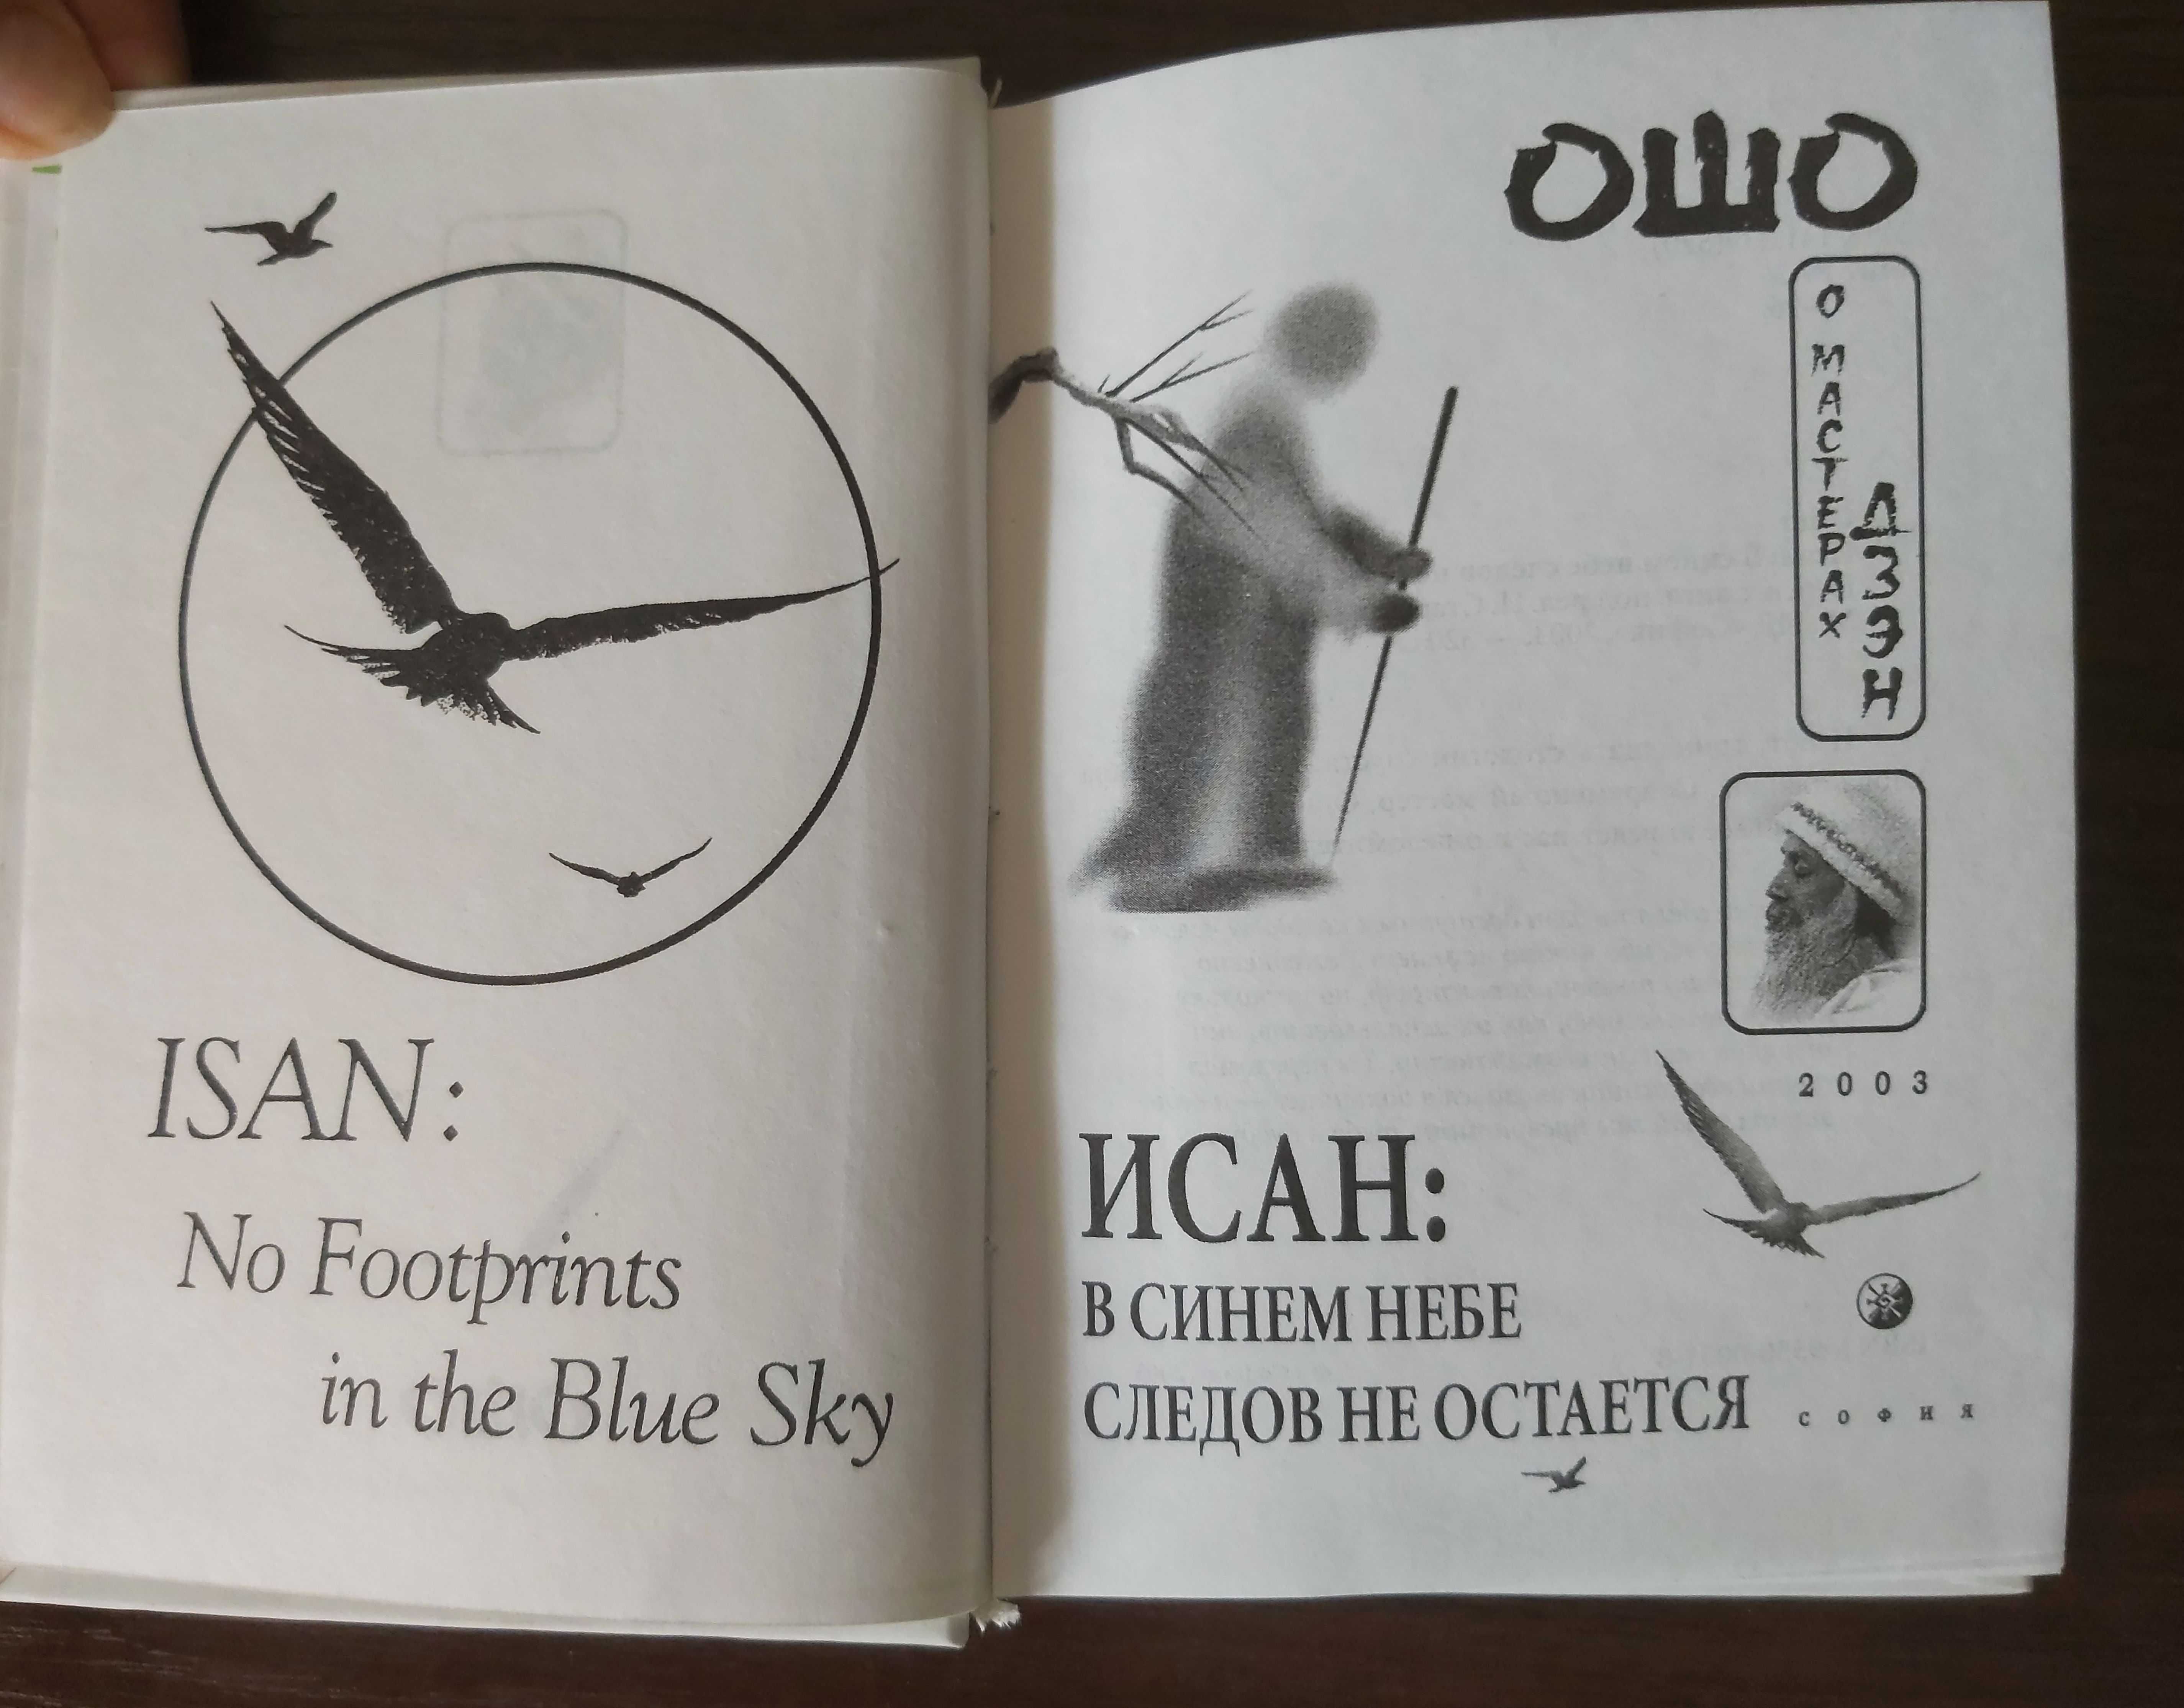 ISAN:
No Footprints
in the Blue Sky
ОШО
О МАСТЕРАХ
ДЗЭН
2003
ИСАН:
В СИНЕМ НЕБЕ
СЛЕДОВ НЕ ОСТАЕТСЯ
СОФИЯ